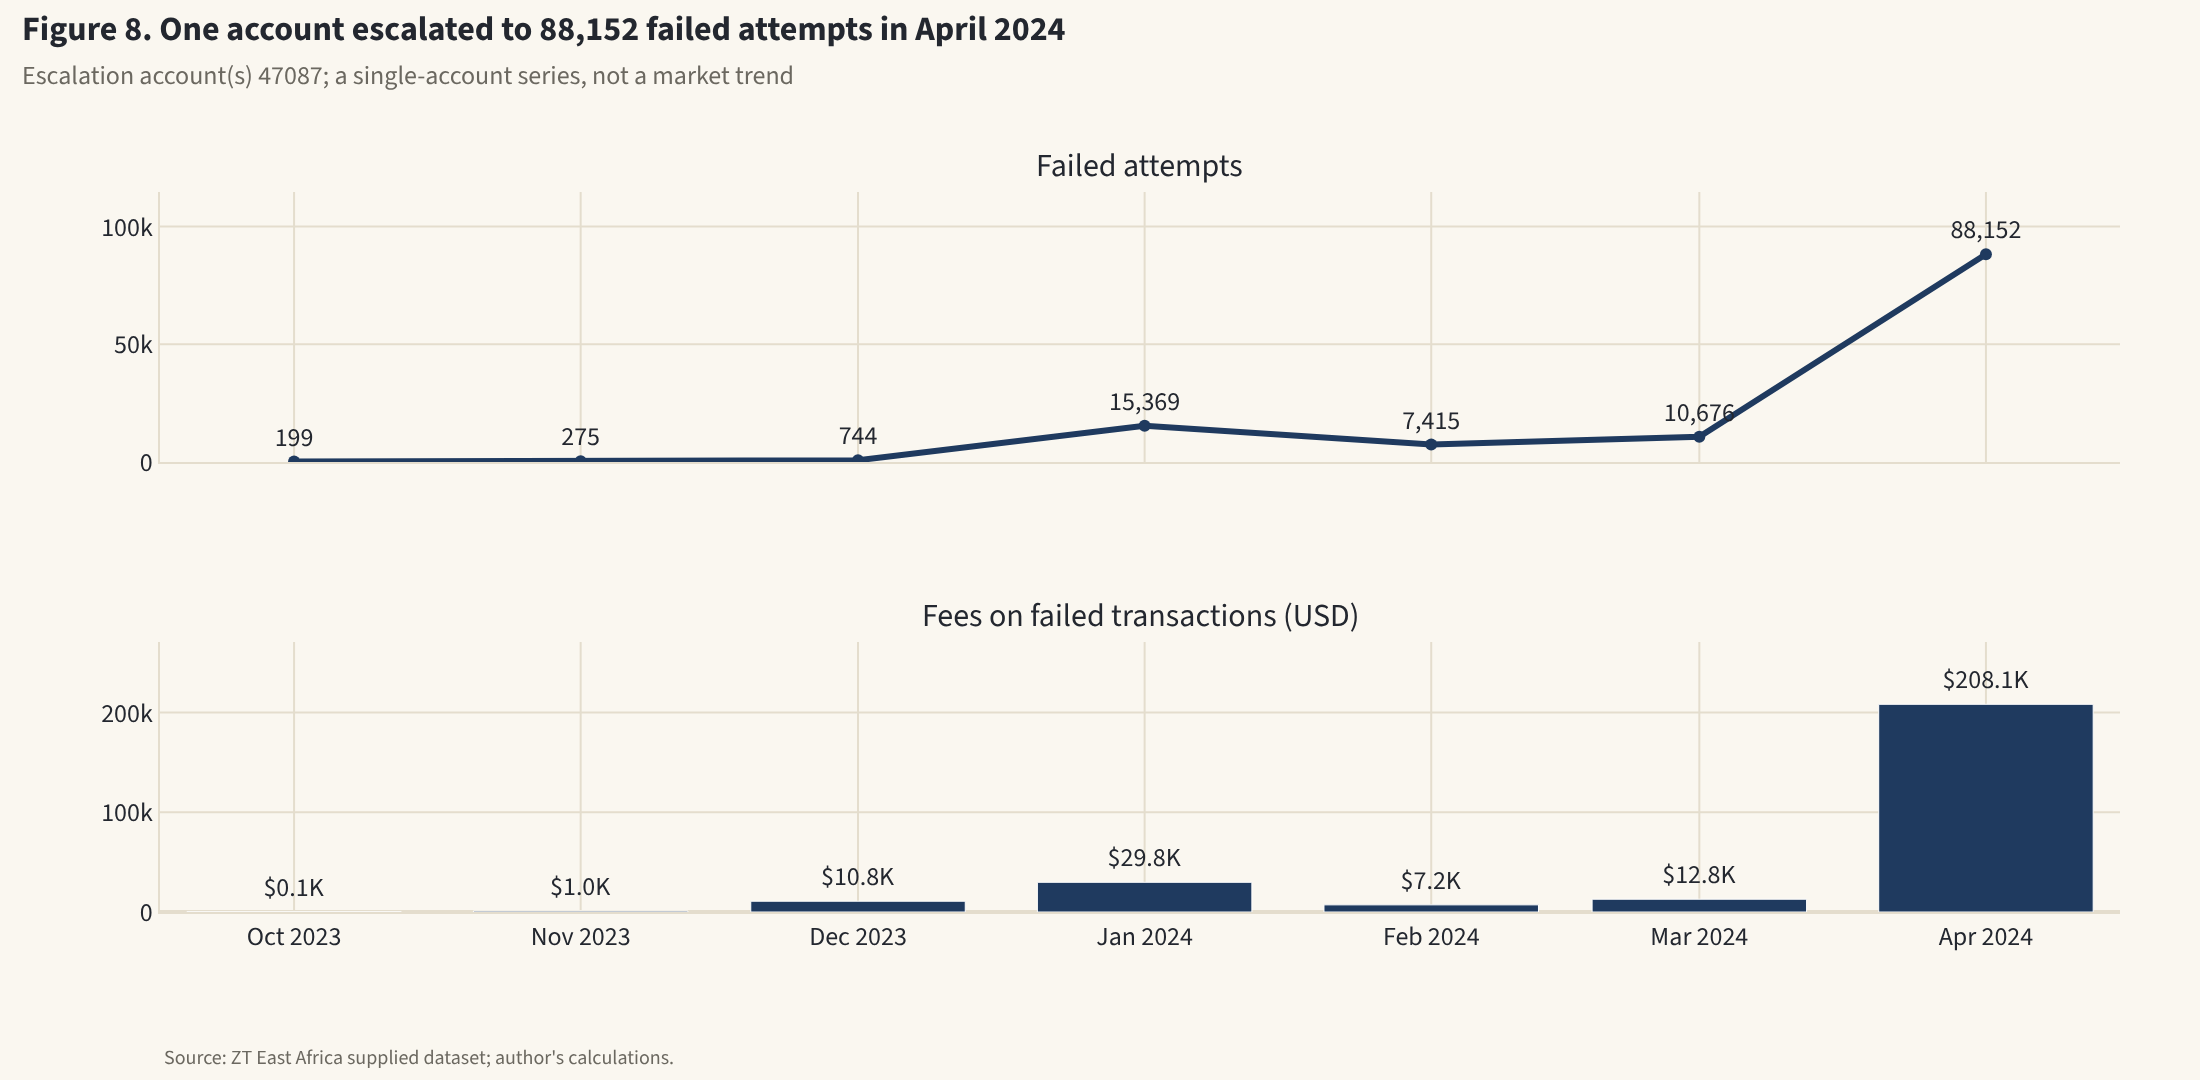 Figure 8. One account escalated to 88,152 failed attempts in April 2024
Escalation account(s) 47087; a single-account series, not a market trend
Failed attempts
100k
50k
0
199
275
744
15,369
7,415
10,676
88,152
Fees on failed transactions (USD)
200k
100k
0
$0.1K
$1.0K
$10.8K
$29.8K
$7.2K
$12.8K
$208.1K
Oct 2023
Nov 2023
Dec 2023
Jan 2024
Feb 2024
Mar 2024
Apr 2024
Source: ZT East Africa supplied dataset; author's calculations.